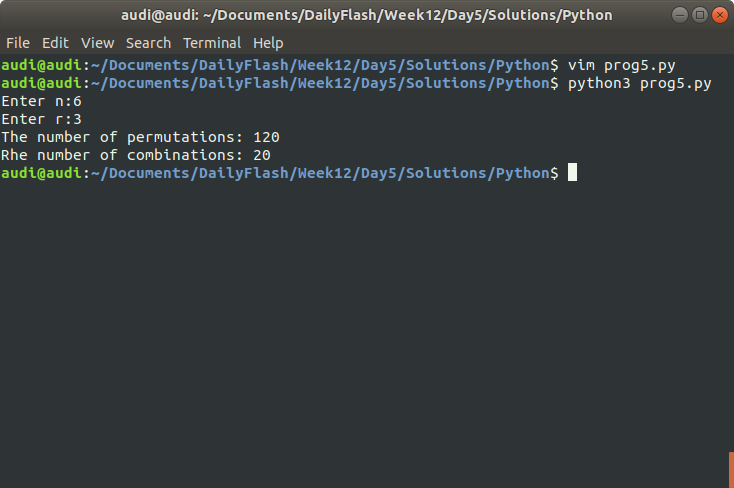 audi@audi: ~/Documents/DailyFlash/Week12/Day5/Solutions/Python
File Edit View Search Terminal Help
audi@audi:~/Documents/DailyFlash/Week12/Day5/Solutions/Python$ vim prog5.py
audi@audi:~/Documents/DailyFlash/Week12/Day5/Solutions/Python$ python3 prog5.py
Enter n:6
Enter r:3
The number of permutations: 120
Rhe number of combinations: 20
audi@audi:~/Documents/DailyFlash/Week12/Day5/Solutions/Python$